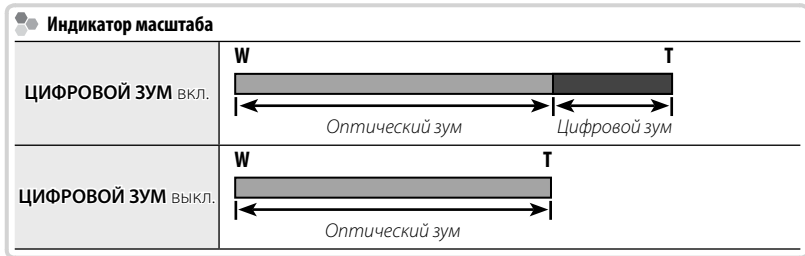 Индикатор масштаба
W T
ЦИФРОВОЙ ЗУМ вкл.
Оптический зум Цифровой зум
W T
ЦИФРОВОЙ ЗУМ выкл.
Оптический зум